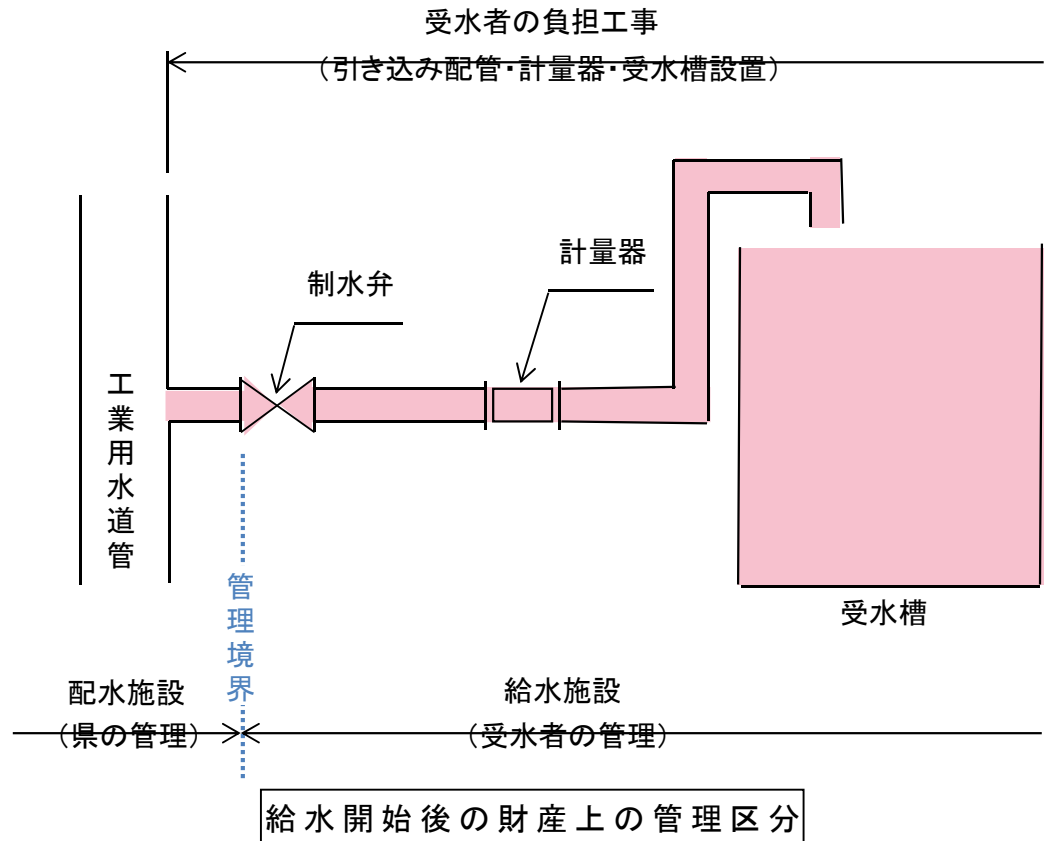 受水者の負担工事
（引き込み配管・計量器・受水槽設置）
計量器
制水弁
工業用水道管
受水槽
管理境界
配水施設
（県の管理）
給水施設
（受水者の管理）
給水開始後の財産上の管理区分